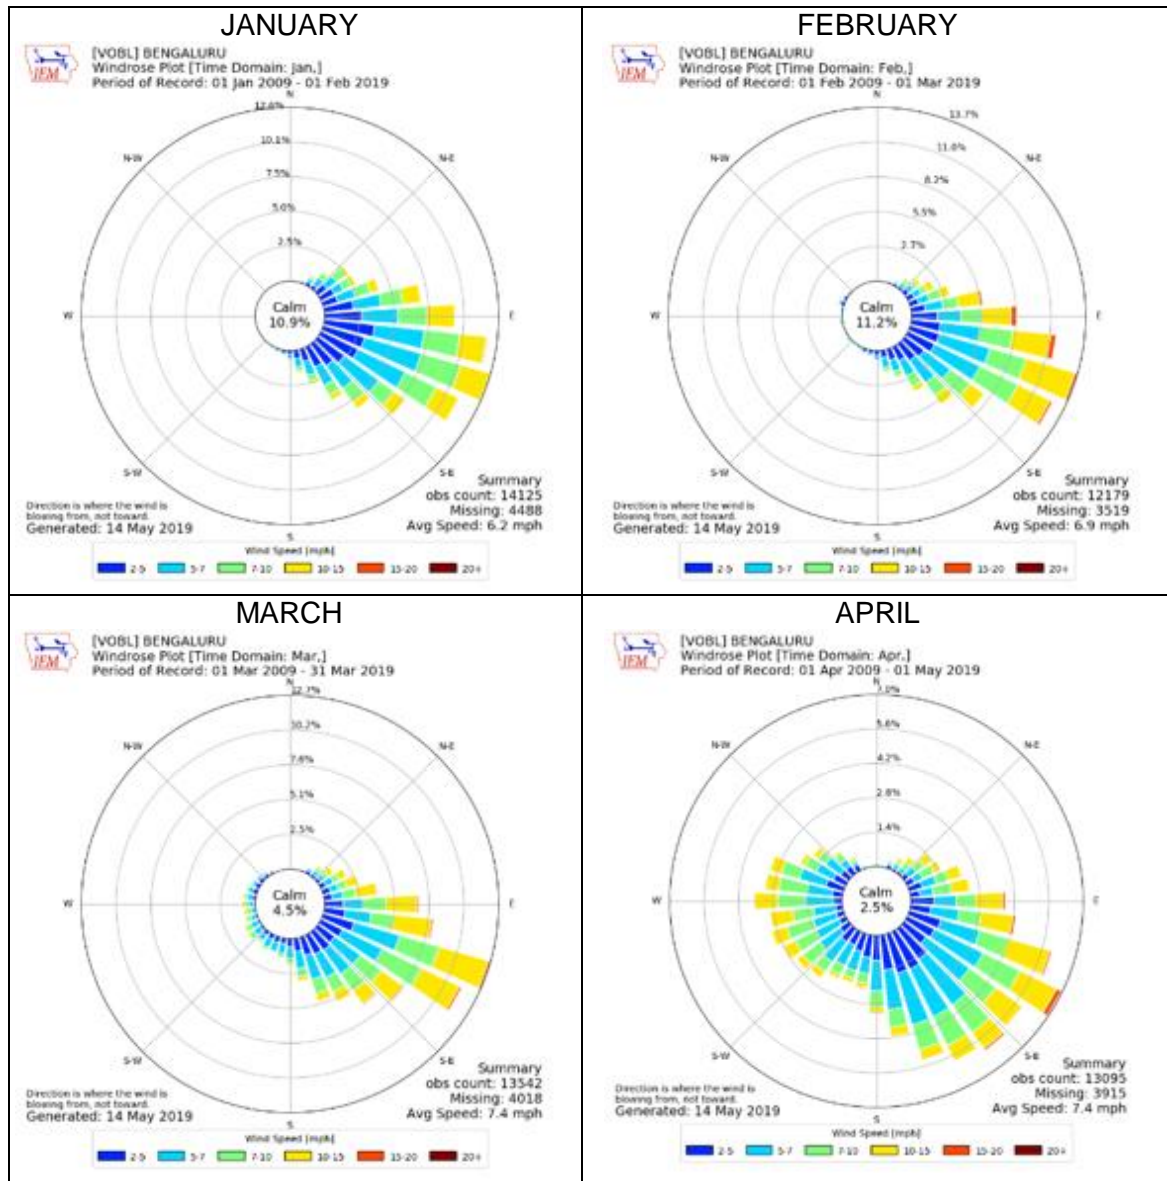 JANUARY
[VOBL] BENGALURU
Windrose Plot [Time Domain: Jan,]
Period of Record: 01 Jan 2009 - 01 Feb 2019
IEM
N
12.6%
10.1%
7.5%
5.0%
2.5%
N-W
N-E
Calm
10.9%
W
E
S-W
S-E
S
Summary
obs count: 14125
Missing: 4488
Avg Speed: 6.2 mph
Direction is where the wind is
blowing from, not toward.
Generated: 14 May 2019
Wind Speed [mph]
2-5 5-7 7-10 10-15 15-20 20+
FEBRUARY
[VOBL] BENGALURU
Windrose Plot [Time Domain: Feb,]
Period of Record: 01 Feb 2009 - 01 Mar 2019
IEM
N
13.7%
11.0%
8.2%
5.5%
2.7%
N-W
N-E
Calm
11.2%
W
E
S-W
S-E
S
Summary
obs count: 12179
Missing: 3519
Avg Speed: 6.9 mph
Direction is where the wind is
blowing from, not toward.
Generated: 14 May 2019
Wind Speed [mph]
2-5 5-7 7-10 10-15 15-20 20+
MARCH
[VOBL] BENGALURU
Windrose Plot [Time Domain: Mar,]
Period of Record: 01 Mar 2009 - 31 Mar 2019
IEM
N
12.7%
10.2%
7.6%
5.1%
2.5%
N-W
N-E
Calm
4.5%
W
E
S-W
S-E
S
Summary
obs count: 13542
Missing: 4018
Avg Speed: 7.4 mph
Direction is where the wind is
blowing from, not toward.
Generated: 14 May 2019
Wind Speed [mph]
2-5 5-7 7-10 10-15 15-20 20+
APRIL
[VOBL] BENGALURU
Windrose Plot [Time Domain: Apr,]
Period of Record: 01 Apr 2009 - 01 May 2019
IEM
N
7.0%
5.6%
4.2%
2.8%
1.4%
N-W
N-E
Calm
2.5%
W
E
S-W
S-E
S
Summary
obs count: 13095
Missing: 3915
Avg Speed: 7.4 mph
Direction is where the wind is
blowing from, not toward.
Generated: 14 May 2019
Wind Speed [mph]
2-5 5-7 7-10 10-15 15-20 20+